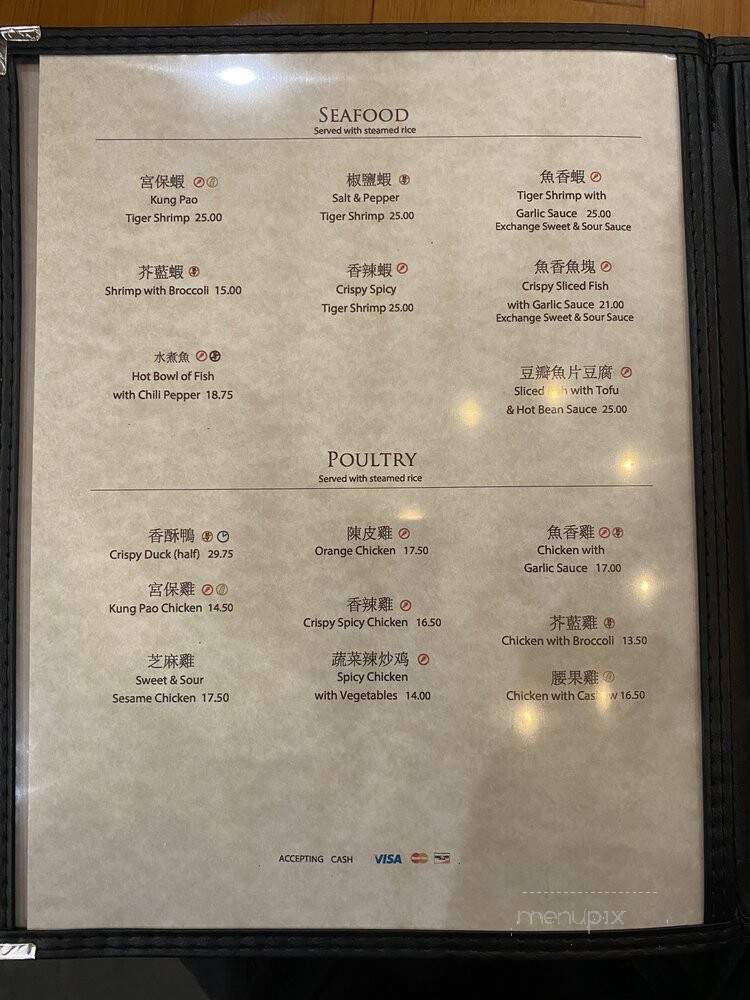 SEAFOOD
Served with steamed rice
宮保蝦
Kung Pao
Tiger Shrimp 25.00
椒鹽蝦
Salt & Pepper
Tiger Shrimp 25.00
魚香蝦
Tiger Shrimp with
Garlic Sauce 25.00
Exchange Sweet & Sour Sauce
芥藍蝦
Shrimp with Broccoli 15.00
香辣蝦
Crispy Spicy
Tiger Shrimp 25.00
魚香魚塊
Crispy Sliced Fish
with Garlic Sauce 21.00
Exchange Sweet & Sour Sauce
水煮魚
Hot Bowl of Fish
with Chili Pepper 18.75
豆瓣魚片豆腐
Sliced with Tofu
& Hot Bean Sauce 25.00
POULTRY
Served with steamed rice
香酥鴨
Crispy Duck (half) 29.75
陳皮雞
Orange Chicken 17.50
魚香雞
Chicken with
Garlic Sauce 17.00
宮保雞
Kung Pao Chicken 14.50
香辣雞
Crispy Spicy Chicken 16.50
芥藍雞
Chicken with Broccoli 13.50
芝麻雞
Sweet & Sour
Sesame Chicken 17.50
蔬菜辣炒鸡
Spicy Chicken
with Vegetables 14.00
腰果雞
Chicken with 16.50
ACCEPTING CASH VISA
menupix